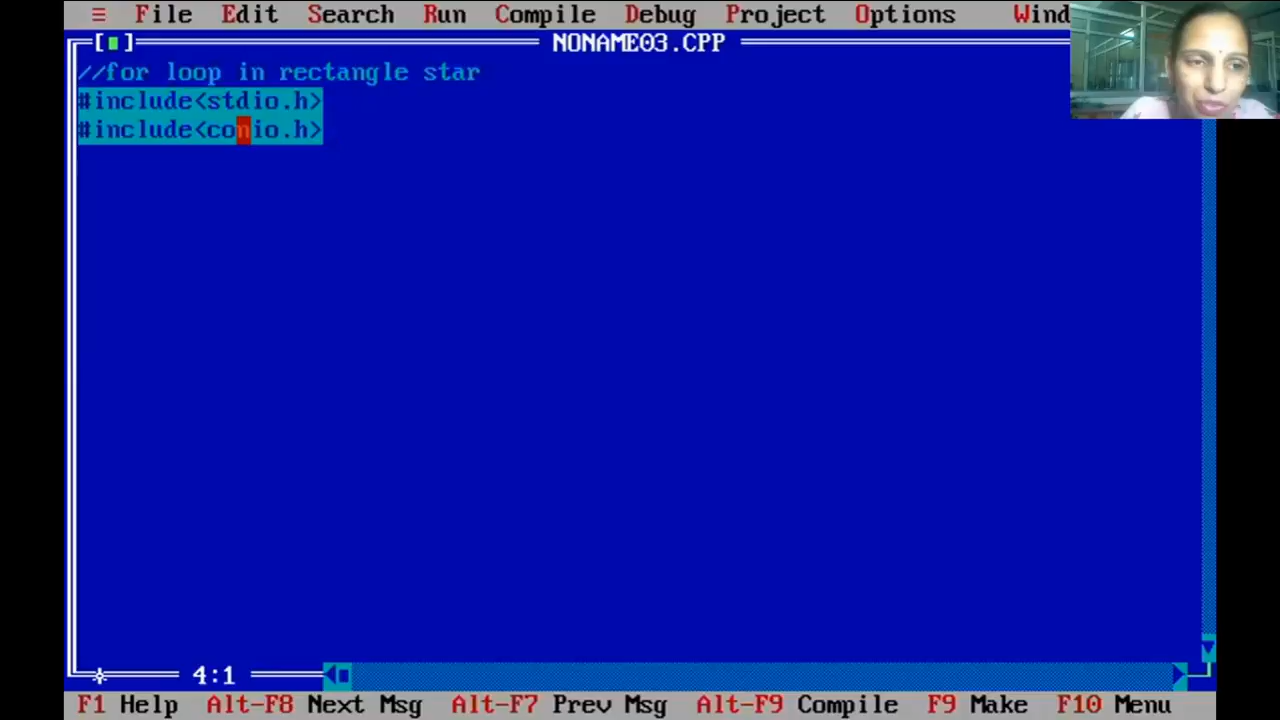 ≡ File Edit Search Run Compile Debug Project Options Wind
[■] NONAME03.CPP
//for loop in rectangle star
#include<stdio.h>
#include<conio.h>
4:1
F1 Help Alt-F8 Next Msg Alt-F7 Prev Msg Alt-F9 Compile F9 Make F10 Menu